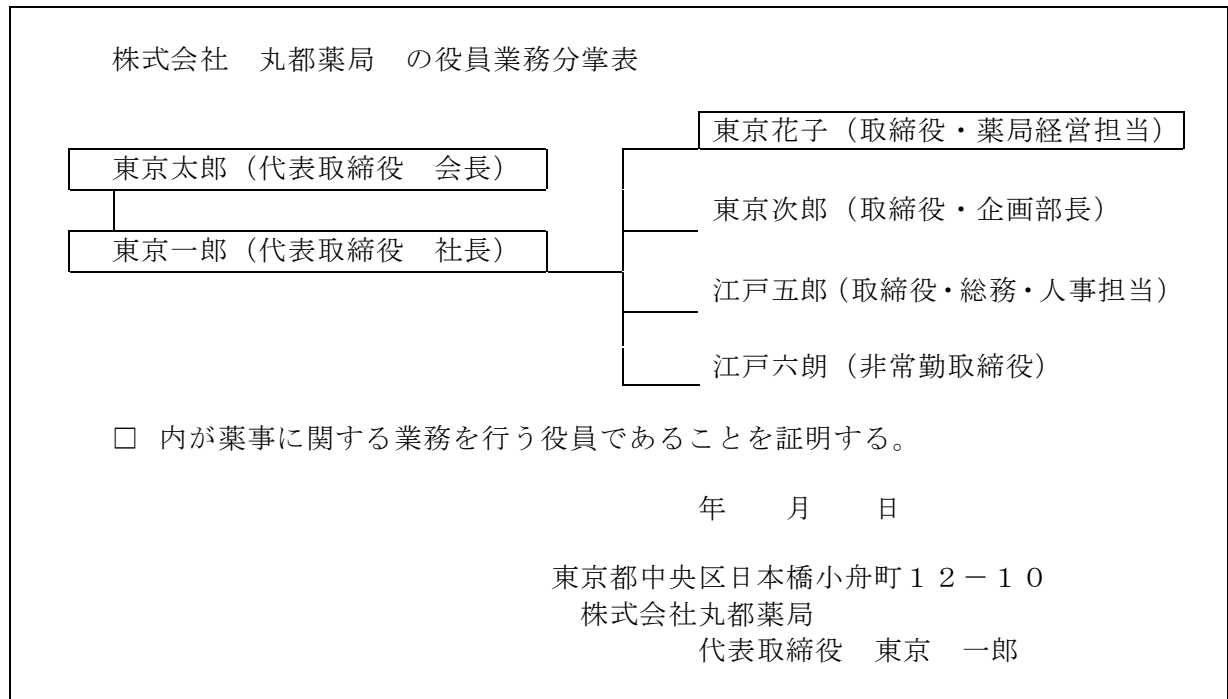 株式会社　丸都薬局　の役員業務分掌表
東京太郎（代表取締役　会長）
東京一郎（代表取締役　社長）
東京花子（取締役・薬局経営担当）
東京次郎（取締役・企画部長）
江戸五郎（取締役・総務・人事担当）
江戸六朗（非常勤取締役）
□ 内が薬事に関する業務を行う役員であることを証明する。
年　　月　　日
東京都中央区日本橋小舟町１２－１０
株式会社丸都薬局
代表取締役　東京　一郎